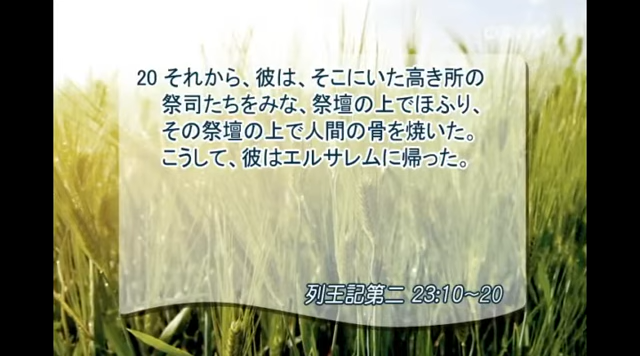 20 それから、彼は、そこにいた高き所の
祭司たちをみな、祭壇の上でほふり、
その祭壇の上で人間の骨を焼いた。
こうして、彼はエルサレムに帰った。
列王記第二 23:10～20